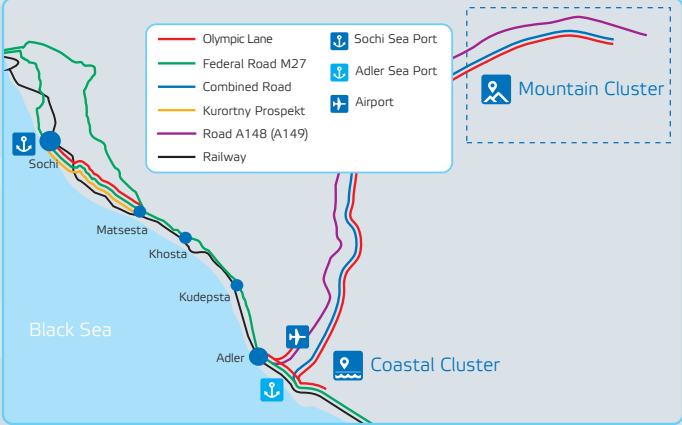 Olympic Lane
Federal Road M27
Combined Road
Kurortny Prospekt
Road A148 (A149)
Railway
Sochi Sea Port
Adler Sea Port
Airport
Mountain Cluster
Sochi
Matsesta
Khosta
Kudepsta
Black Sea
Adler
Coastal Cluster